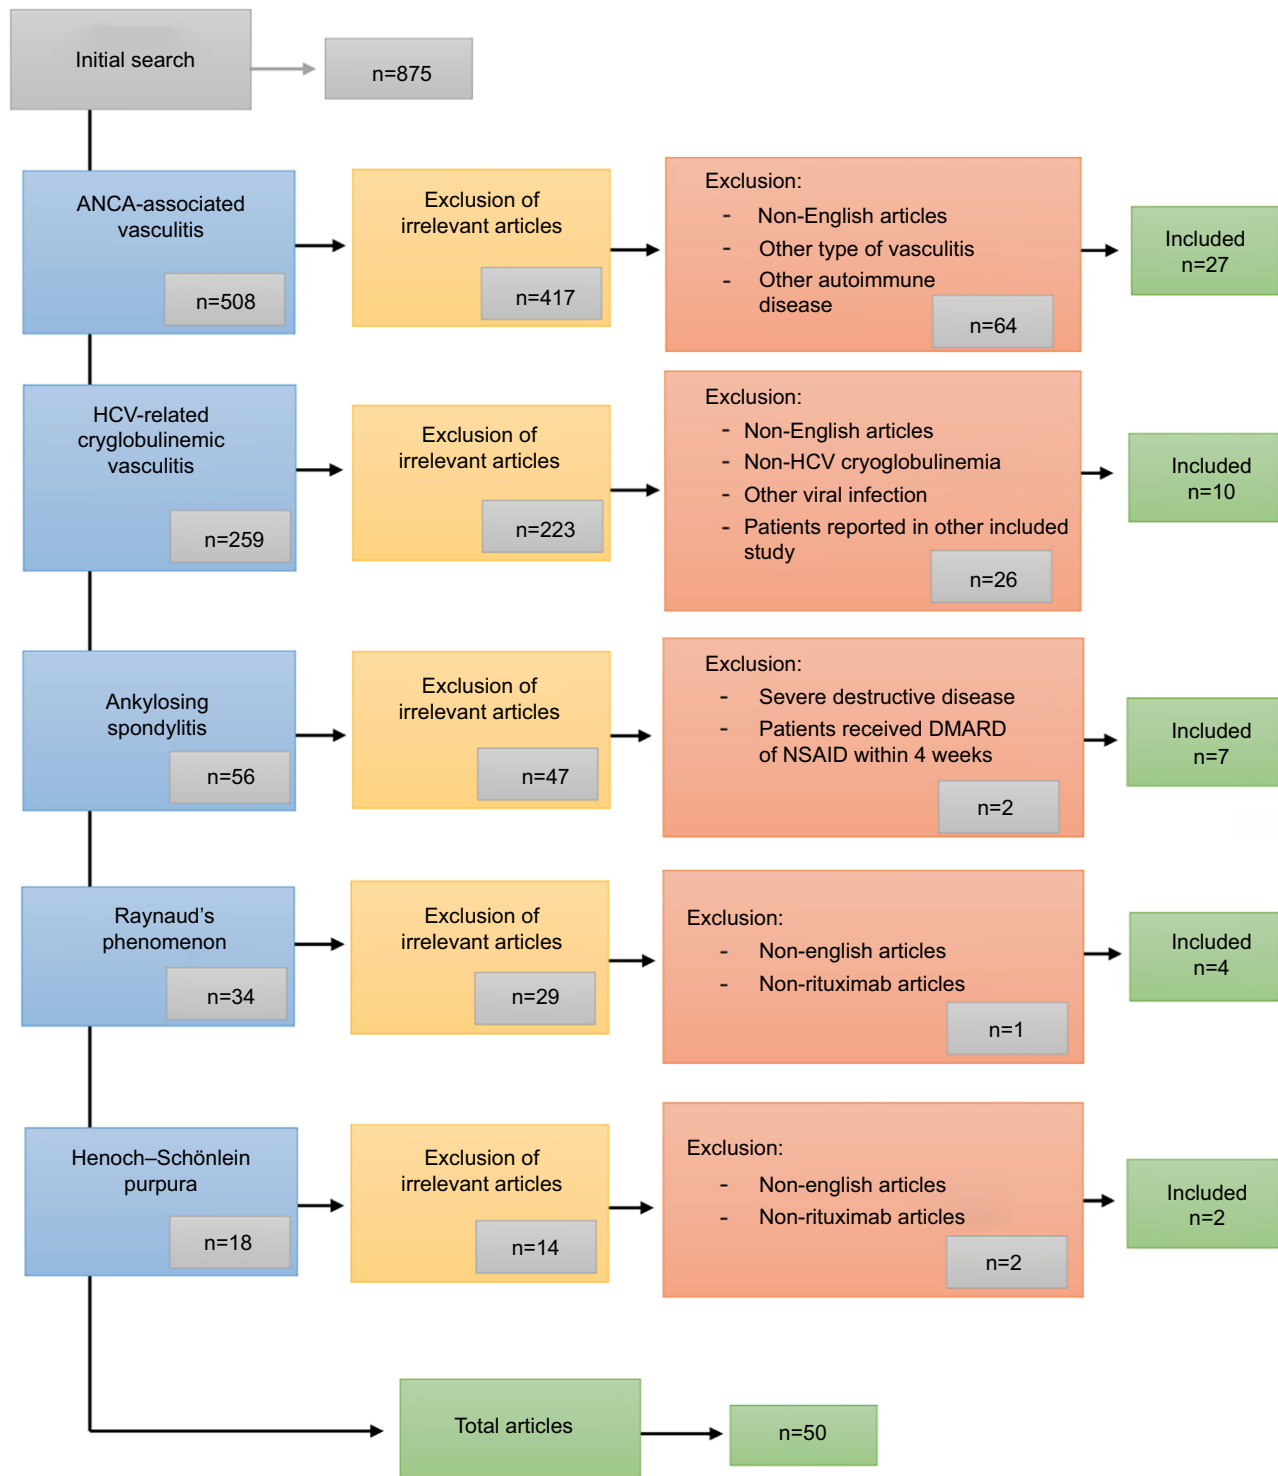 Initial search
n=875
ANCA-associated
vasculitis
n=508
Exclusion of
irrelevant articles
n=417
Exclusion:
- Non-English articles
- Other type of vasculitis
- Other autoimmune
disease
n=64
Included
n=27
HCV-related
cryglobulinemic
vasculitis
n=259
Exclusion of
irrelevant articles
n=223
Exclusion:
- Non-English articles
- Non-HCV cryoglobulinemia
- Other viral infection
- Patients reported in other included
study
n=26
Included
n=10
Ankylosing
spondylitis
n=56
Exclusion of
irrelevant articles
n=47
Exclusion:
- Severe destructive disease
- Patients received DMARD
of NSAID within 4 weeks
n=2
Included
n=7
Raynaud’s
phenomenon
n=34
Exclusion of
irrelevant articles
n=29
Exclusion:
- Non-english articles
- Non-rituximab articles
n=1
Included
n=4
Henoch–Schönlein
purpura
n=18
Exclusion of
irrelevant articles
n=14
Exclusion:
- Non-english articles
- Non-rituximab articles
n=2
Included
n=2
Total articles
n=50